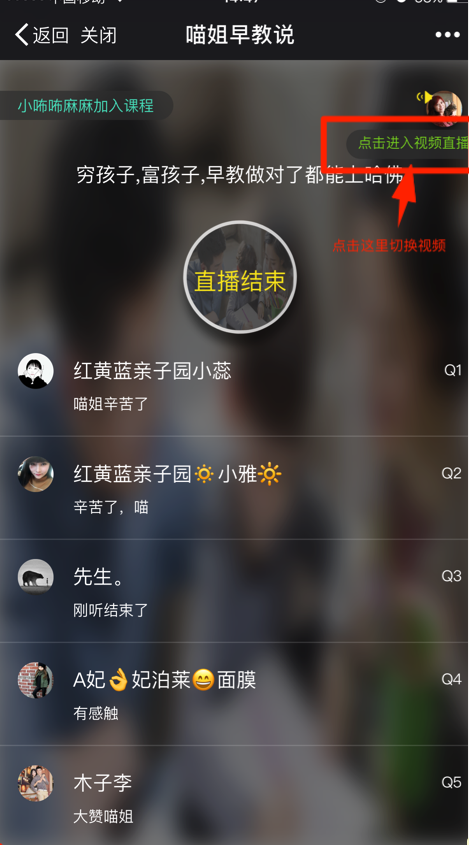 返回 关闭 喵姐早教说
小咘咘麻麻加入课程
点击进入视频直播
穷孩子,富孩子,早教做对了都能上哈佛
点击这里切换视频
直播结束
红黄蓝亲子园小蕊 Q1
喵姐辛苦了
红黄蓝亲子园🔅小雅🔆 Q2
辛苦了，喵
先生。 Q3
刚听结束了
A妃👌妃泊莱😄面膜 Q4
有感触
木子李 Q5
大赞喵姐